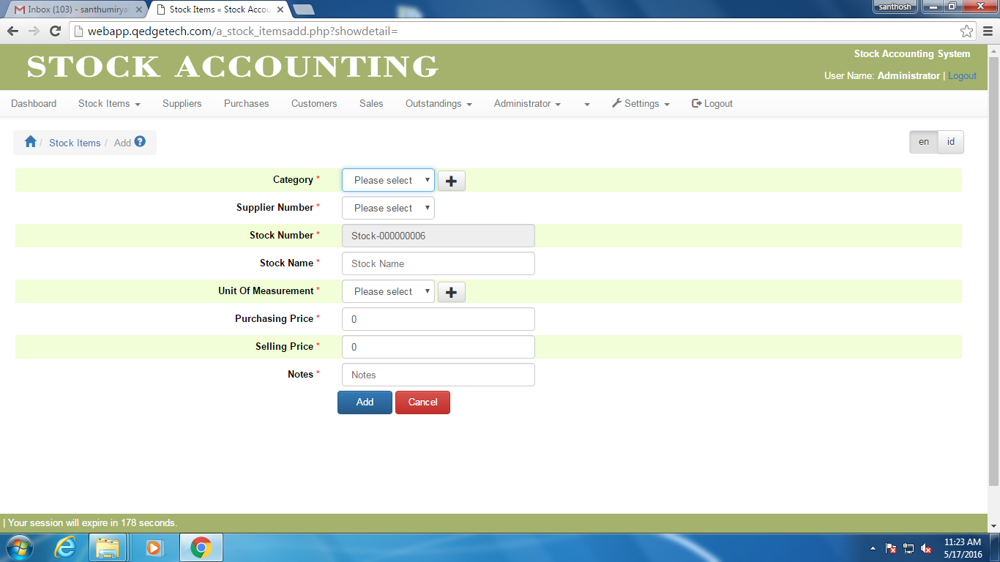 Inbox (103) - santhumirya
Stock Items « Stock Accou
santhosh
webapp.qedgetech.com/a_stock_itemsadd.php?showdetail=
STOCK ACCOUNTING
Stock Accounting System
User Name: Administrator | Logout
Dashboard Stock Items Suppliers Purchases Customers Sales Outstandings Administrator Settings Logout
/ Stock Items / Add ?
en id
Category * Please select
Supplier Number * Please select
Stock Number * Stock-000000006
Stock Name * Stock Name
Unit Of Measurement * Please select
Purchasing Price * 0
Selling Price * 0
Notes * Notes
Add Cancel
| Your session will expire in 178 seconds.
11:23 AM
5/17/2016